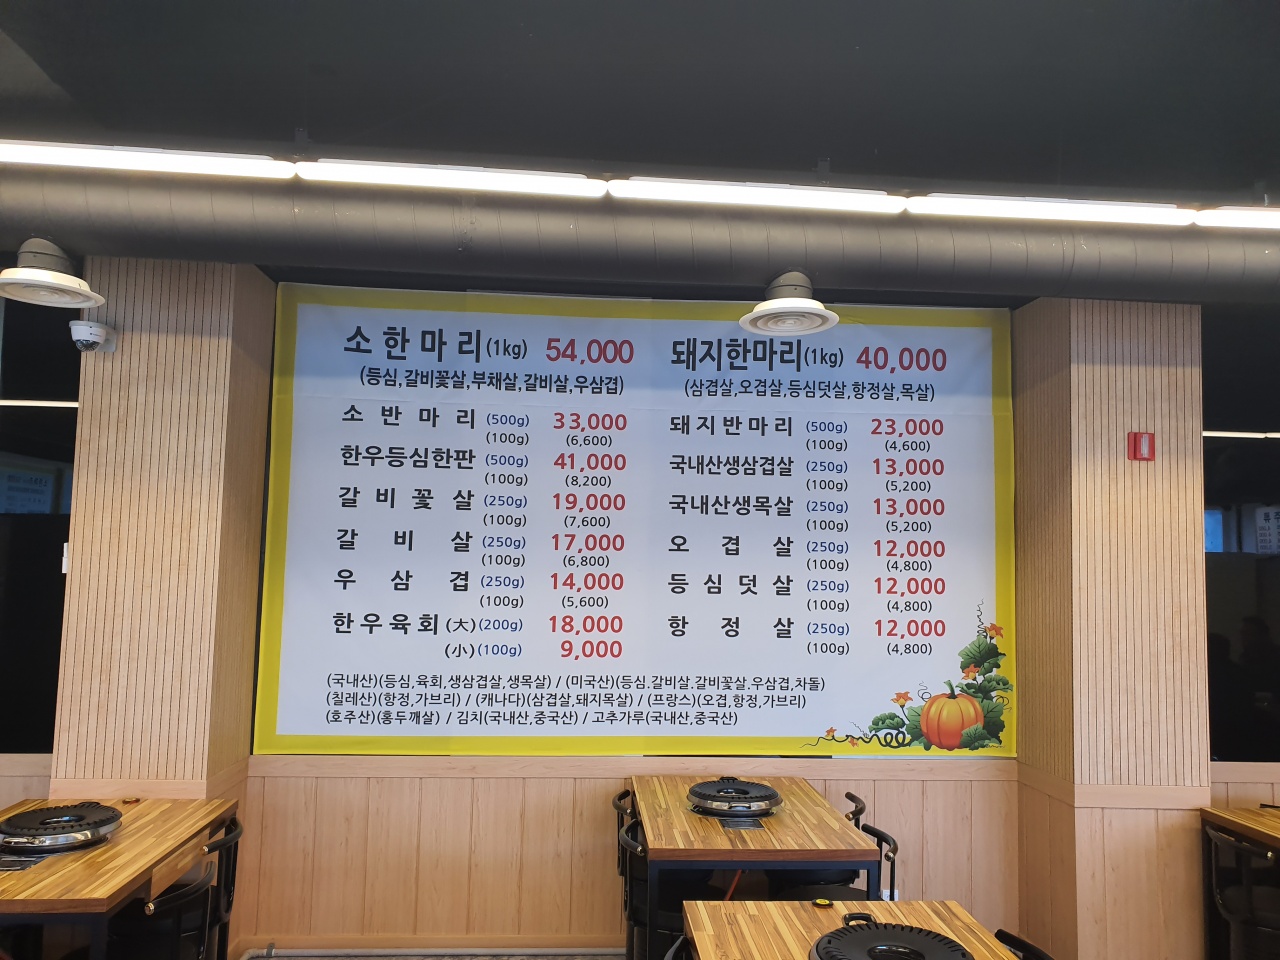 소 한 마 리(1kg) 54,000
(등심,갈비꽃살,부채살,갈비살,우삼겹)
소 반 마 리 (500g) 33,000
(100g) (6,600)
한우등심한판 (500g) 41,000
(100g) (8,200)
갈 비 꽃 살 (250g) 19,000
(100g) (7,600)
갈 비 살 (250g) 17,000
(100g) (6,800)
우 삼 겹 (250g) 14,000
(100g) (5,600)
한우육회(大)(200g) 18,000
(小)(100g) 9,000
돼지한마리(1kg) 40,000
(삼겹살,오겹살,등심덧살,항정살,목살)
돼지반마리 (500g) 23,000
(100g) (4,600)
국내산생삼겹살 (250g) 13,000
(100g) (5,200)
국내산생목살 (250g) 13,000
(100g) (5,200)
오 겹 살 (250g) 12,000
(100g) (4,800)
등 심 덧 살 (250g) 12,000
(100g) (4,800)
항 정 살 (250g) 12,000
(100g) (4,800)
(국내산)(등심,육회,생삼겹살,생목살) / (미국산)(등심.갈비살.갈비꽃살.우삼겹,차돌)
(칠레산)(항정,가브리) / (캐나다)(삼겹살,돼지목살) / (프랑스)(오겹,항정,가브리)
(호주산)(홍두깨살) / 김치(국내산,중국산) / 고추가루(국내산,중국산)